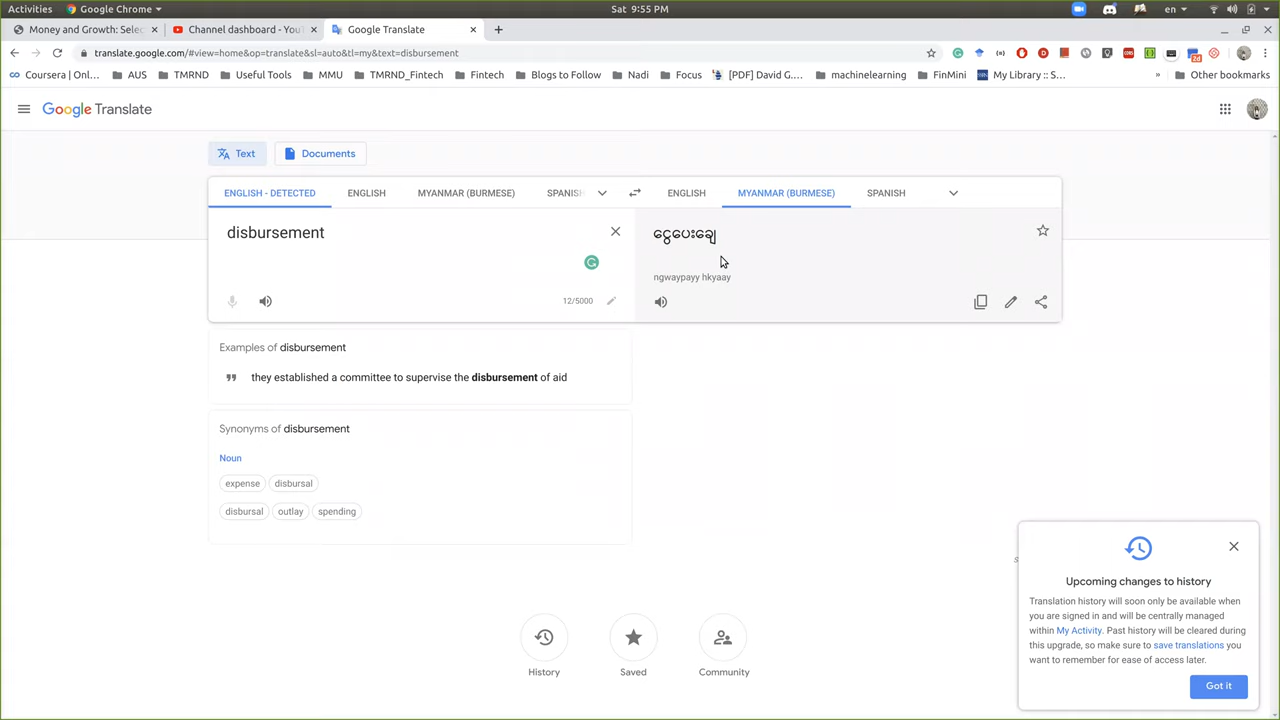 Activities Google Chrome Sat 9:55 PM en
Money and Growth: Selec Channel dashboard - You Google Translate
translate.google.com/#view=home&op=translate&sl=auto&tl=my&text=disbursement
Coursera | Onl... AUS TMRND Useful Tools MMU TMRND_Fintech Fintech Blogs to Follow Nadi Focus [PDF] David G.... machinelearning FinMini My Library :: S... » Other bookmarks
Google Translate
Text Documents
ENGLISH - DETECTED ENGLISH MYANMAR (BURMESE) SPANISH ENGLISH MYANMAR (BURMESE) SPANISH
disbursement ငွေပေးချေ
ngwaypayy hkyaay
12/5000
Examples of disbursement
they established a committee to supervise the disbursement of aid
Synonyms of disbursement
Noun
expense disbursal
disbursal outlay spending
History Saved Community
Upcoming changes to history
Translation history will soon only be available when
you are signed in and will be centrally managed
within My Activity. Past history will be cleared during
this upgrade, so make sure to save translations you
want to remember for ease of access later.
Got it